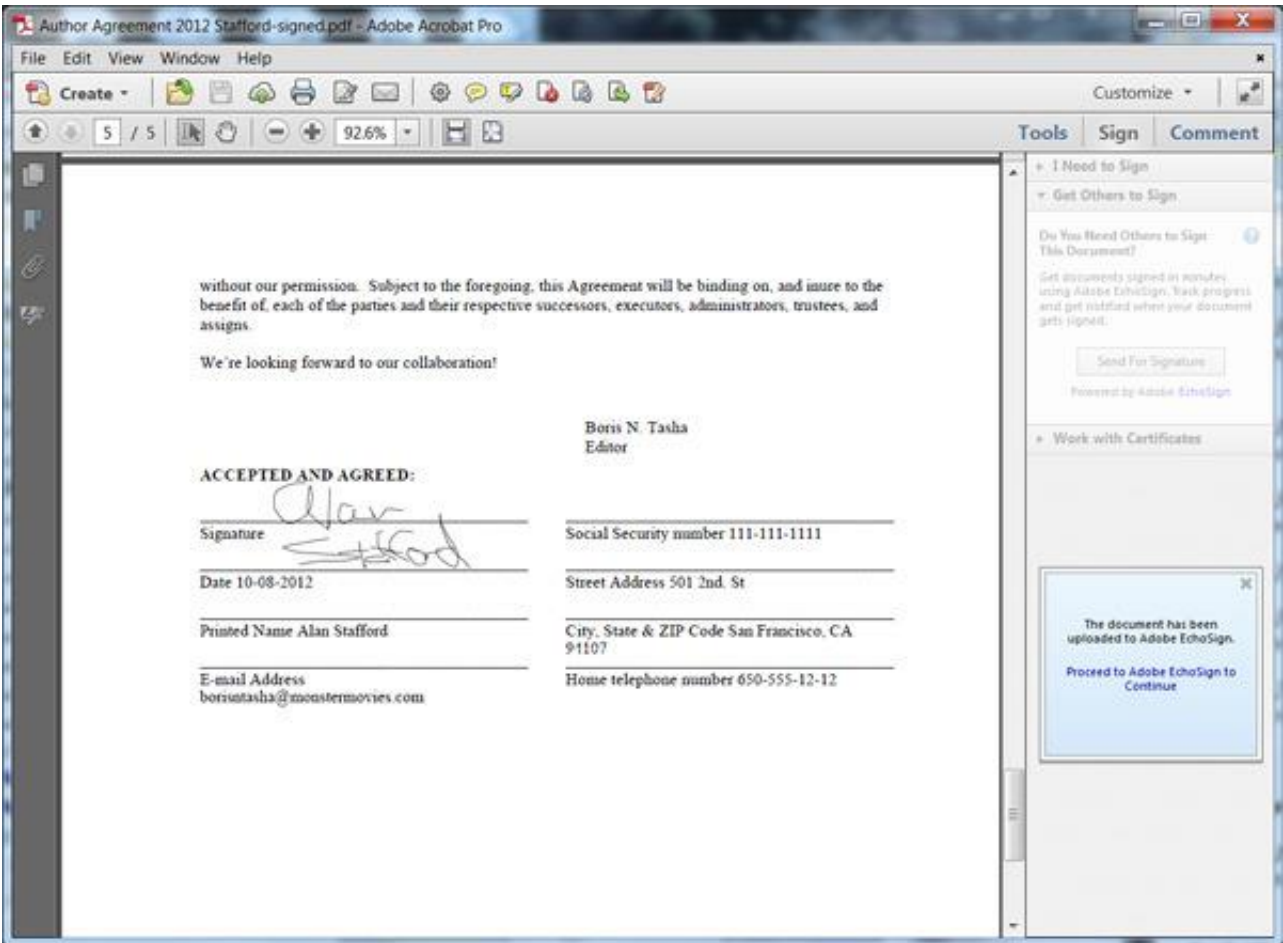 Author Agreement 2012 Stafford-signed.pdf - Adobe Acrobat Pro
File Edit View Window Help
Create Customize
5 / 5 92.6% Tools Sign Comment
I Need to Sign
Get Others to Sign
Do You Need Others to Sign
This Document?
Get documents signed in minutes
using Adobe EchoSign. Track progress
and get notified when your document
gets signed.
Send For Signature
Powered by Adobe EchoSign
Work with Certificates
without our permission. Subject to the foregoing, this Agreement will be binding on, and inure to the
benefit of, each of the parties and their respective successors, executors, administrators, trustees, and
assigns.
We're looking forward to our collaboration!
Boris N. Tasha
Editor
ACCEPTED AND AGREED:
Alan
Stafford
Signature
Social Security number 111-111-1111
Date 10-08-2012
Street Address 501 2nd. St
Printed Name Alan Stafford
City, State & ZIP Code San Francisco, CA
94107
E-mail Address
borisntasha@monstermovies.com
Home telephone number 650-555-12-12
The document has been
uploaded to Adobe EchoSign.
Proceed to Adobe EchoSign to
Continue